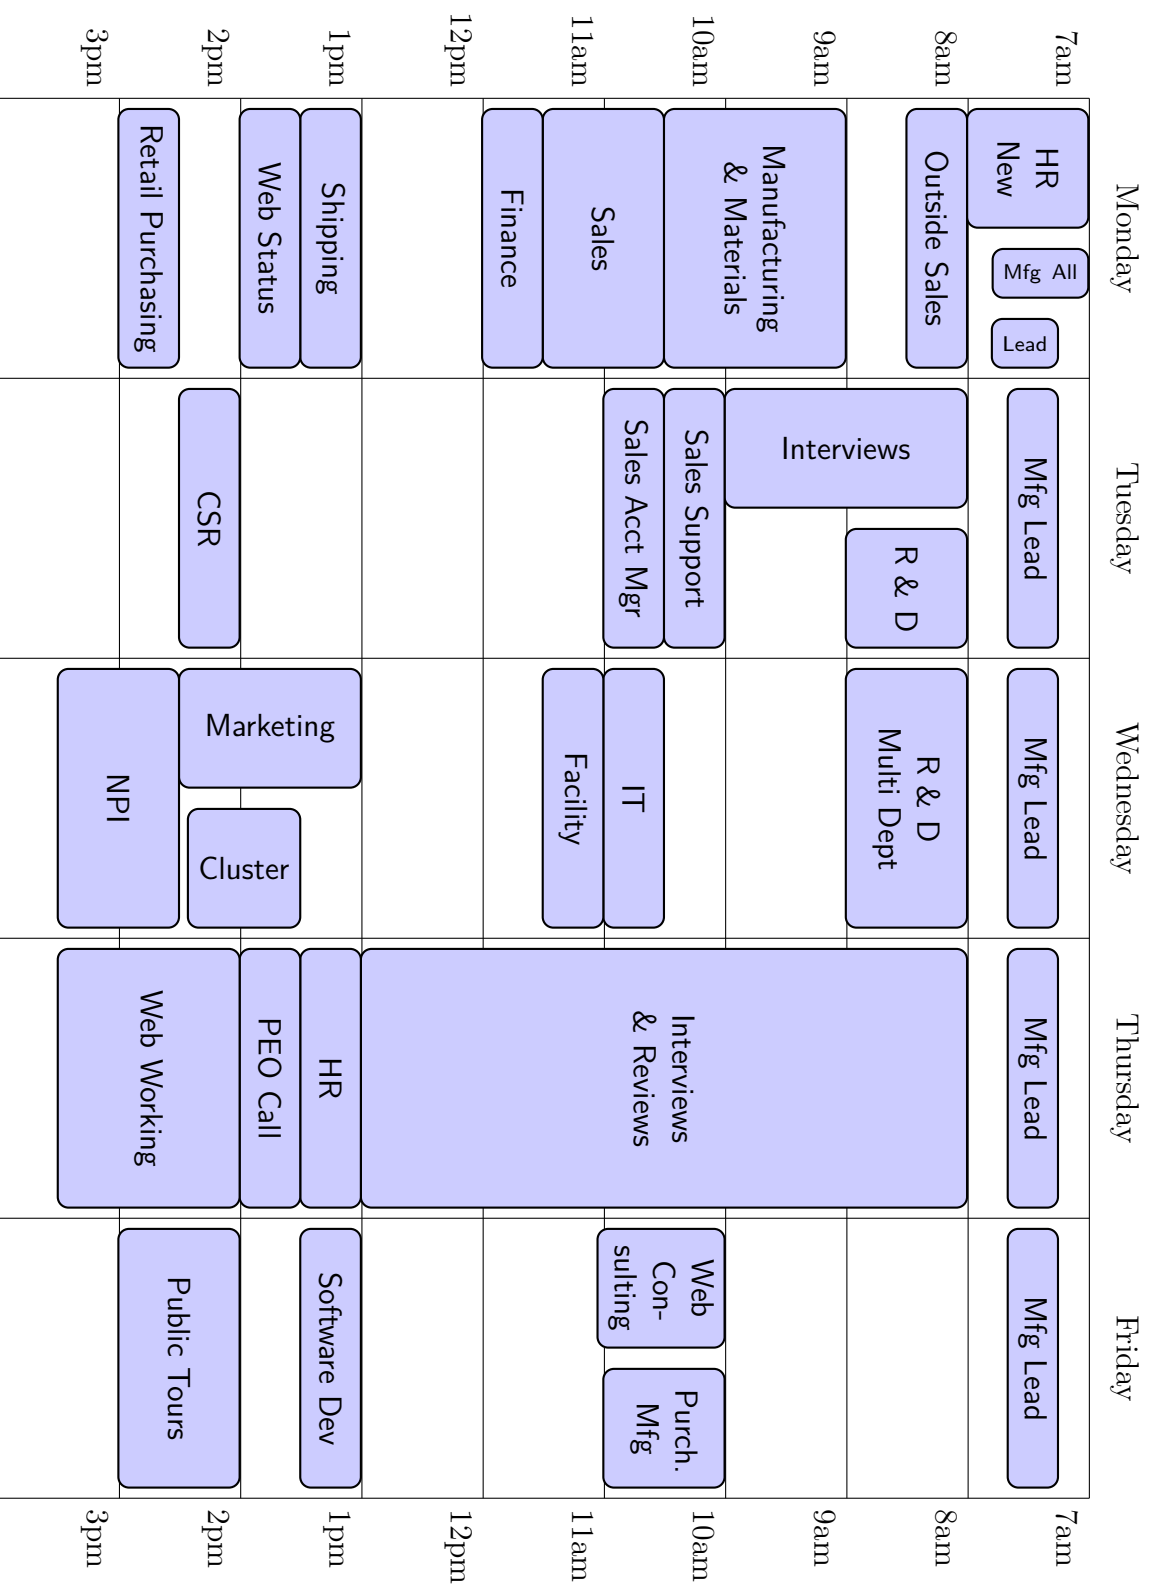 Monday
Tuesday
Wednesday
Thursday
Friday
7am
8am
9am
10am
11am
12pm
1pm
2pm
3pm
HR
New
Mfg All
Lead
Outside Sales
Manufacturing
& Materials
Sales
Finance
Shipping
Web Status
Retail Purchasing
Mfg Lead
Interviews
R & D
Sales Support
Sales Acct Mgr
CSR
Mfg Lead
R & D
Multi Dept
IT
Facility
Marketing
Cluster
NPI
Mfg Lead
Interviews
& Reviews
HR
PEO Call
Web Working
Mfg Lead
Web
Con-
sulting
Purch.
Mfg
Software Dev
Public Tours
7am
8am
9am
10am
11am
12pm
1pm
2pm
3pm